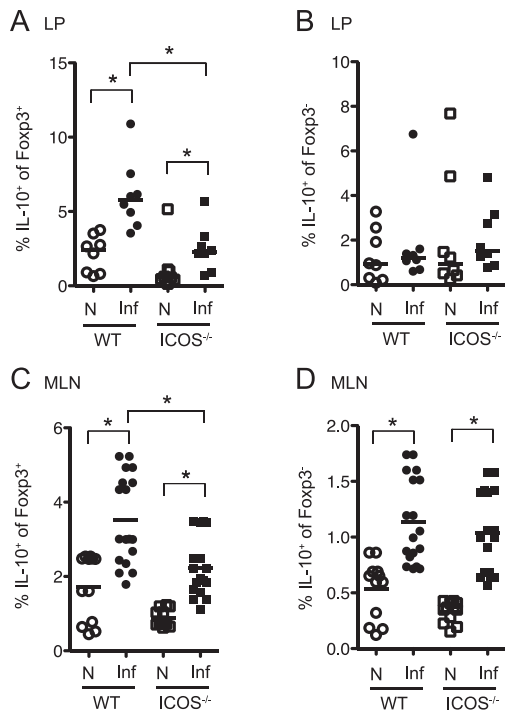 A LP
% IL-10⁺ of Foxp3⁺
15
10
5
0
*
*
*
N Inf N Inf
WT ICOS⁻/⁻
B LP
% IL-10⁺ of Foxp3⁻
10
8
6
4
2
0
N Inf N Inf
WT ICOS⁻/⁻
C MLN
% IL-10⁺ of Foxp3⁺
6
4
2
0
*
*
*
N Inf N Inf
WT ICOS⁻/⁻
D MLN
% IL-10⁺ of Foxp3⁻
2.0
1.5
1.0
0.5
0.0
*
*
N Inf N Inf
WT ICOS⁻/⁻